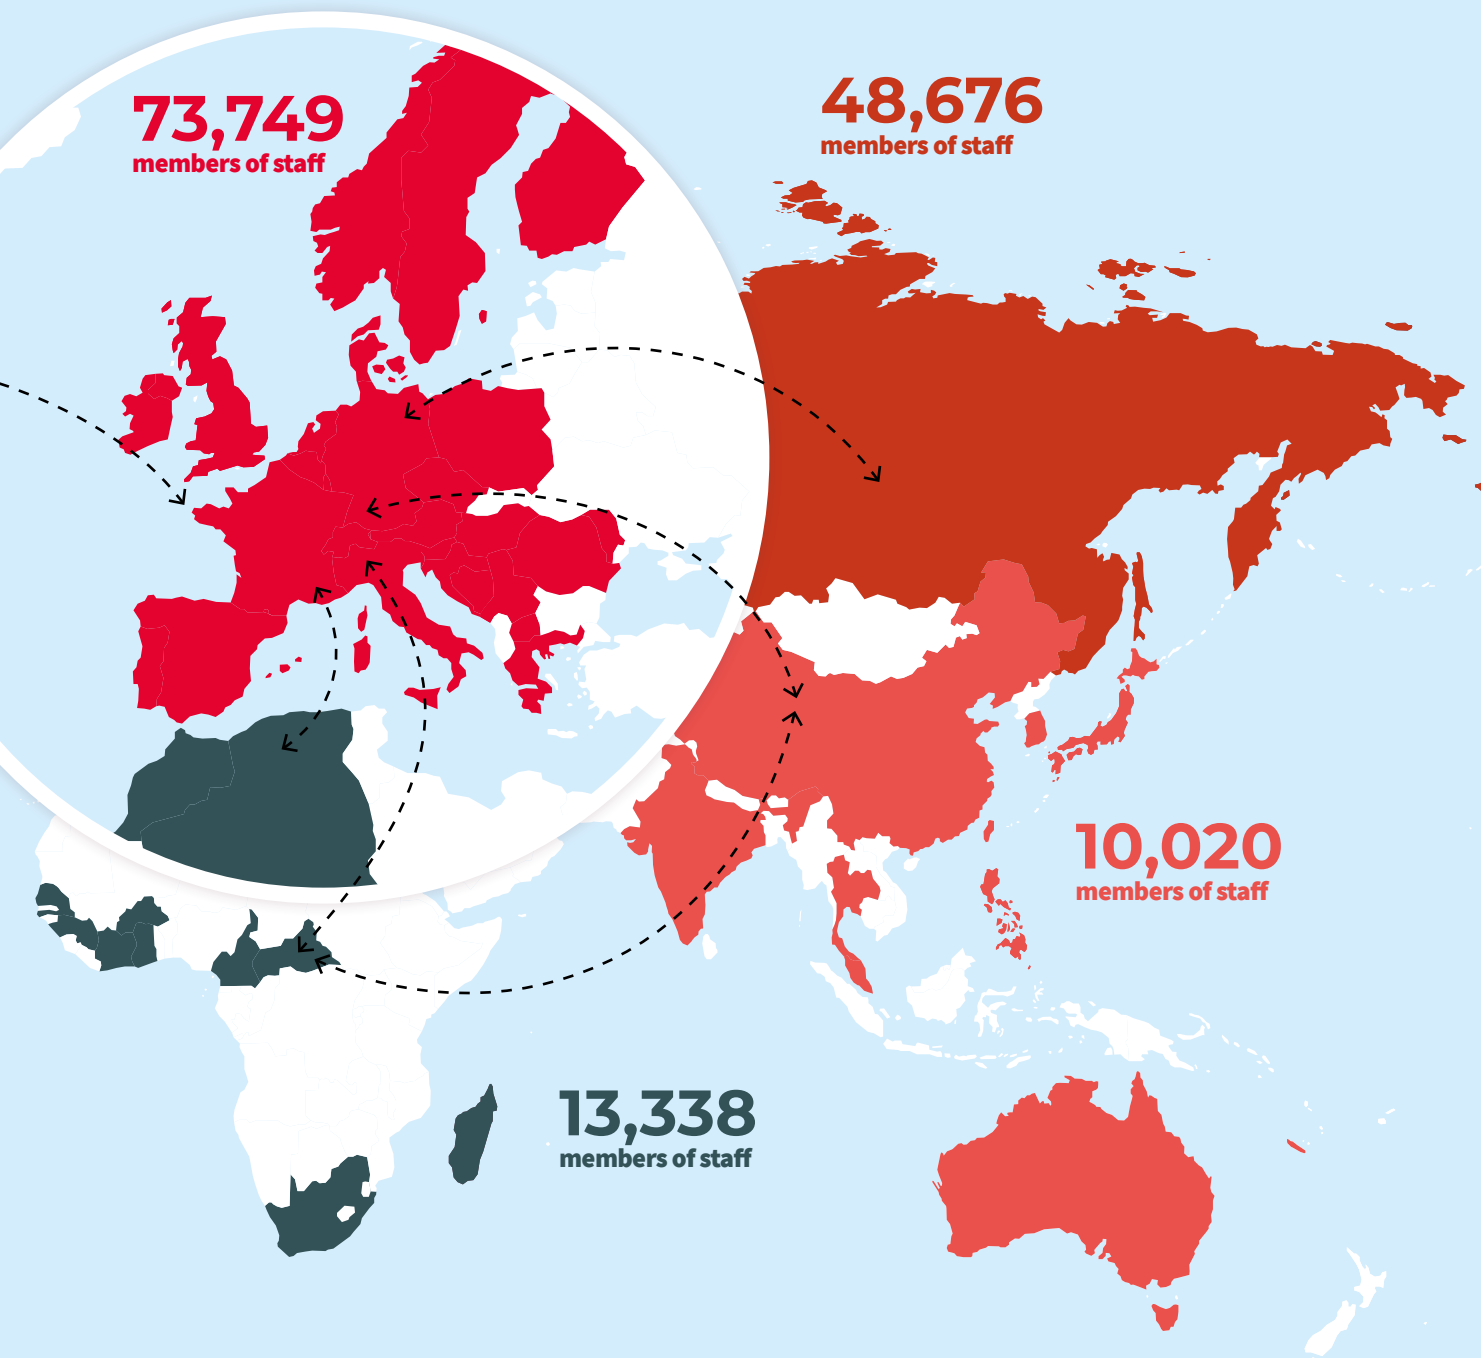 73,749
members of staff
48,676
members of staff
10,020
members of staff
13,338
members of staff